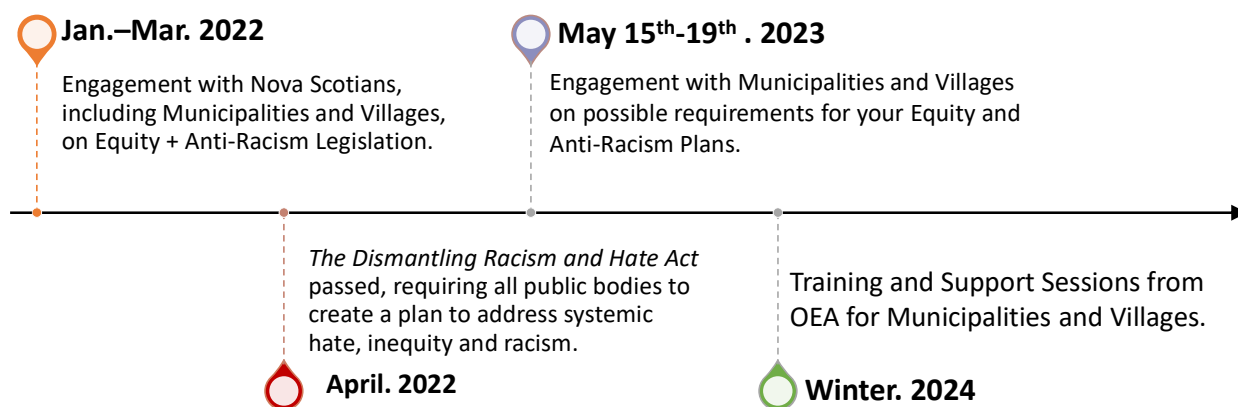 Jan.–Mar. 2022
Engagement with Nova Scotians,
including Municipalities and Villages,
on Equity + Anti-Racism Legislation.
May 15th-19th . 2023
Engagement with Municipalities and Villages
on possible requirements for your Equity and
Anti-Racism Plans.
The Dismantling Racism and Hate Act
passed, requiring all public bodies to
create a plan to address systemic
hate, inequity and racism.
April. 2022
Training and Support Sessions from
OEA for Municipalities and Villages.
Winter. 2024